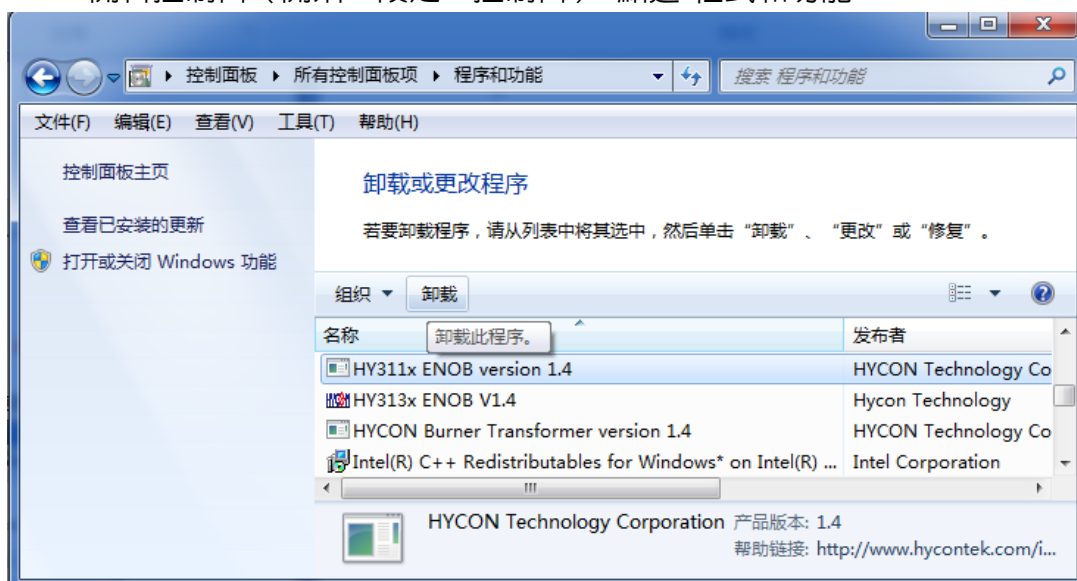 控制面板 ▸ 所有控制面板项 ▸ 程序和功能
搜索 程序和功能
文件(F) 编辑(E) 查看(V) 工具(T) 帮助(H)
控制面板主页
查看已安装的更新
打开或关闭 Windows 功能
卸载或更改程序
若要卸载程序，请从列表中将其选中，然后单击“卸载”、“更改”或“修复”。
组织 卸载
名称 发布者
卸载此程序。
HY311x ENOB version 1.4 HYCON Technology Co
HY313x ENOB V1.4 Hycon Technology
HYCON Burner Transformer version 1.4 HYCON Technology Co
Intel(R) C++ Redistributables for Windows* on Intel(R) ... Intel Corporation
HYCON Technology Corporation 产品版本: 1.4
帮助链接: http://www.hycontek.com/i...